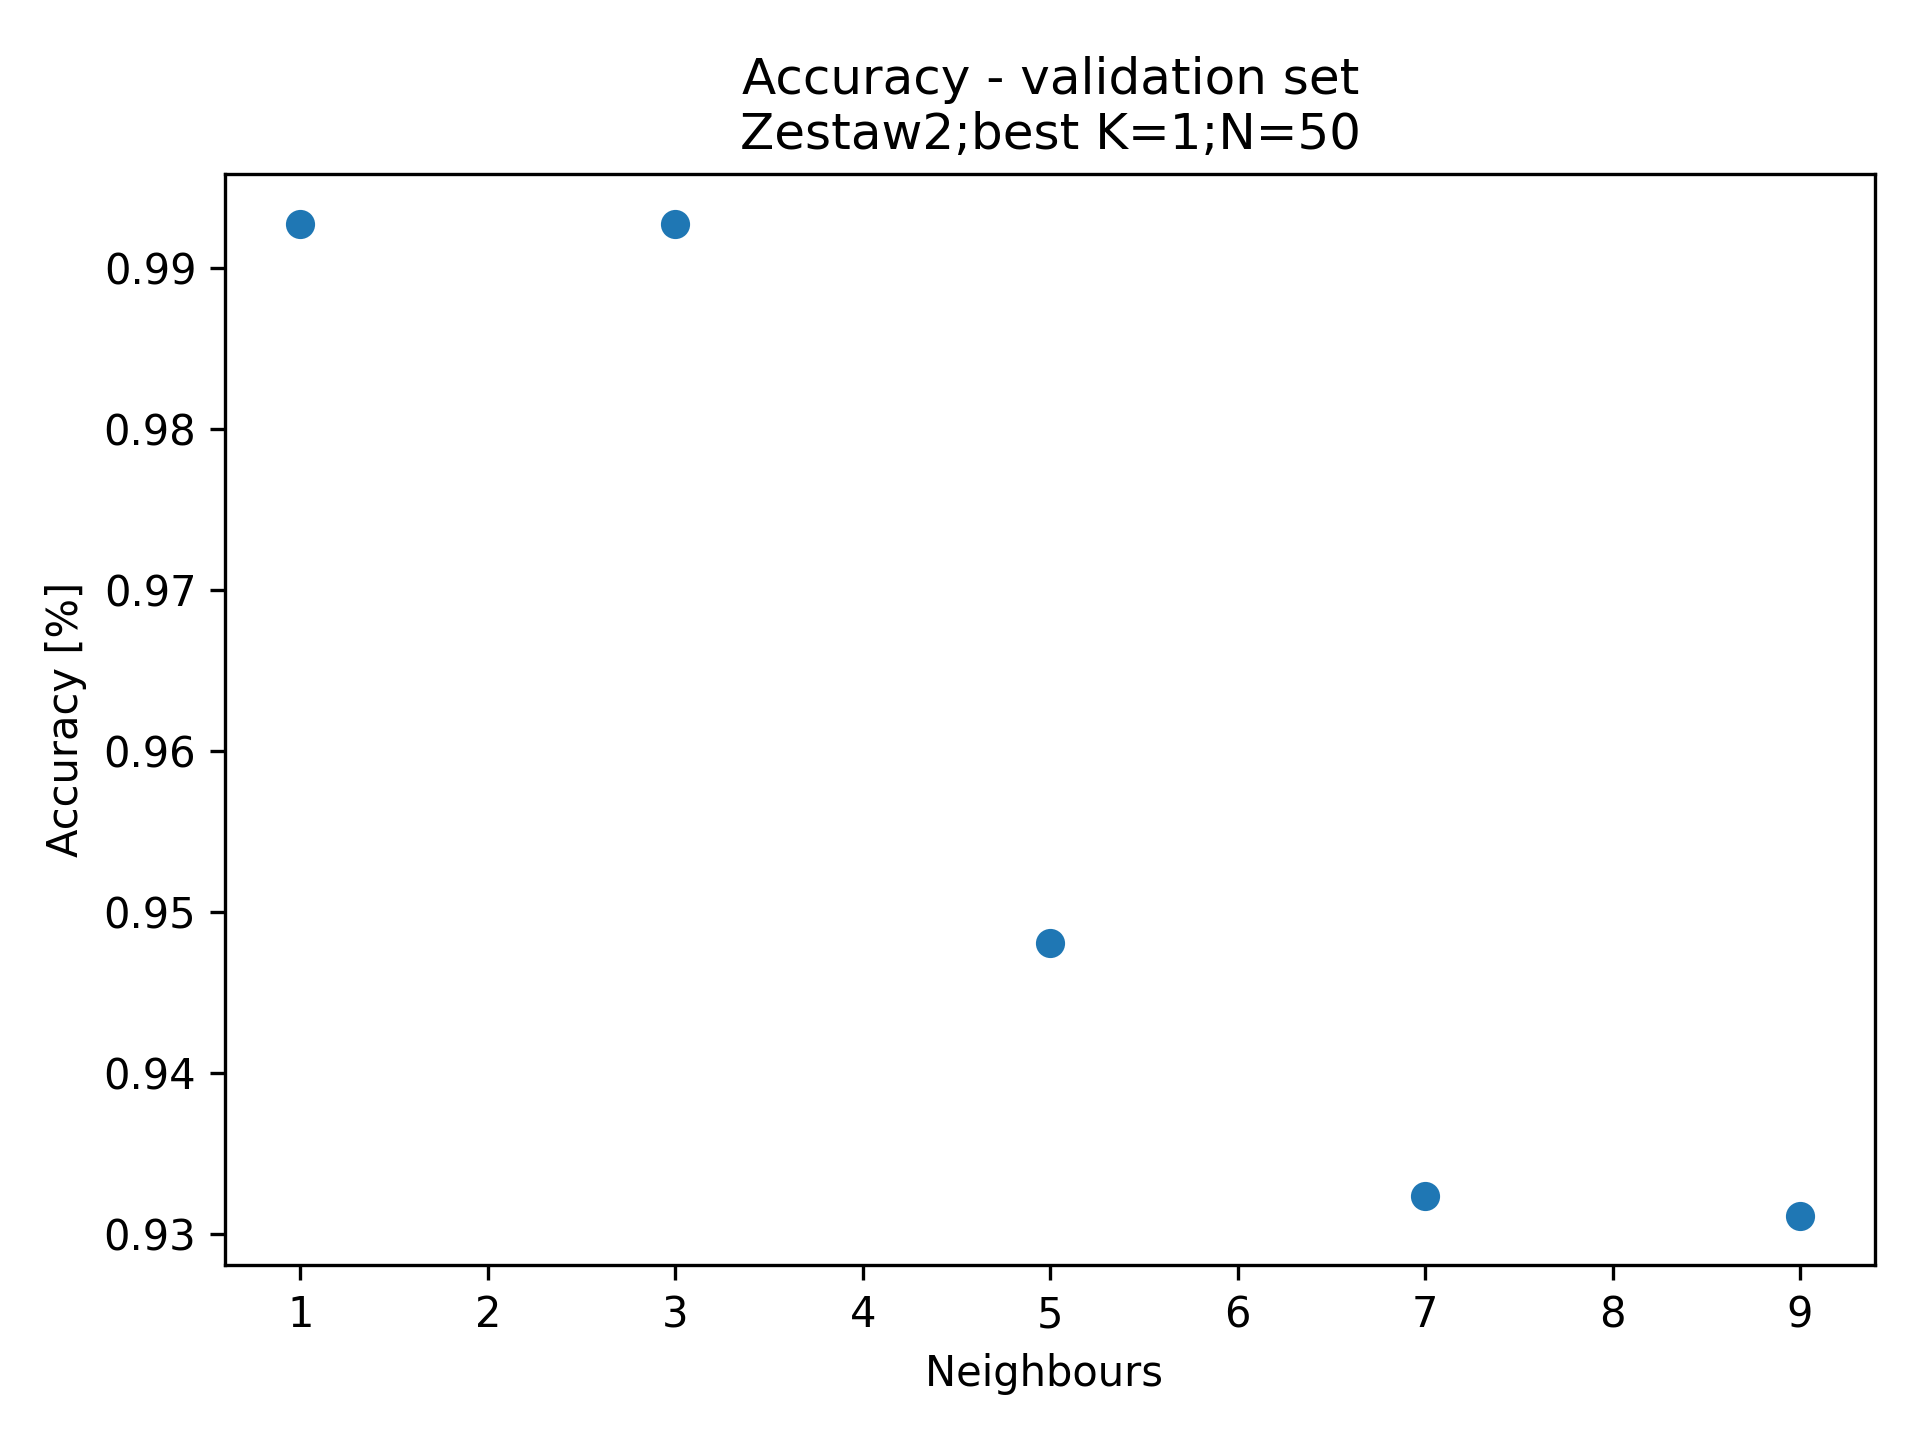 Accuracy - validation set
Zestaw2;best K=1;N=50
Accuracy [%]
0.99
0.98
0.97
0.96
0.95
0.94
0.93
1 2 3 4 5 6 7 8 9
Neighbours